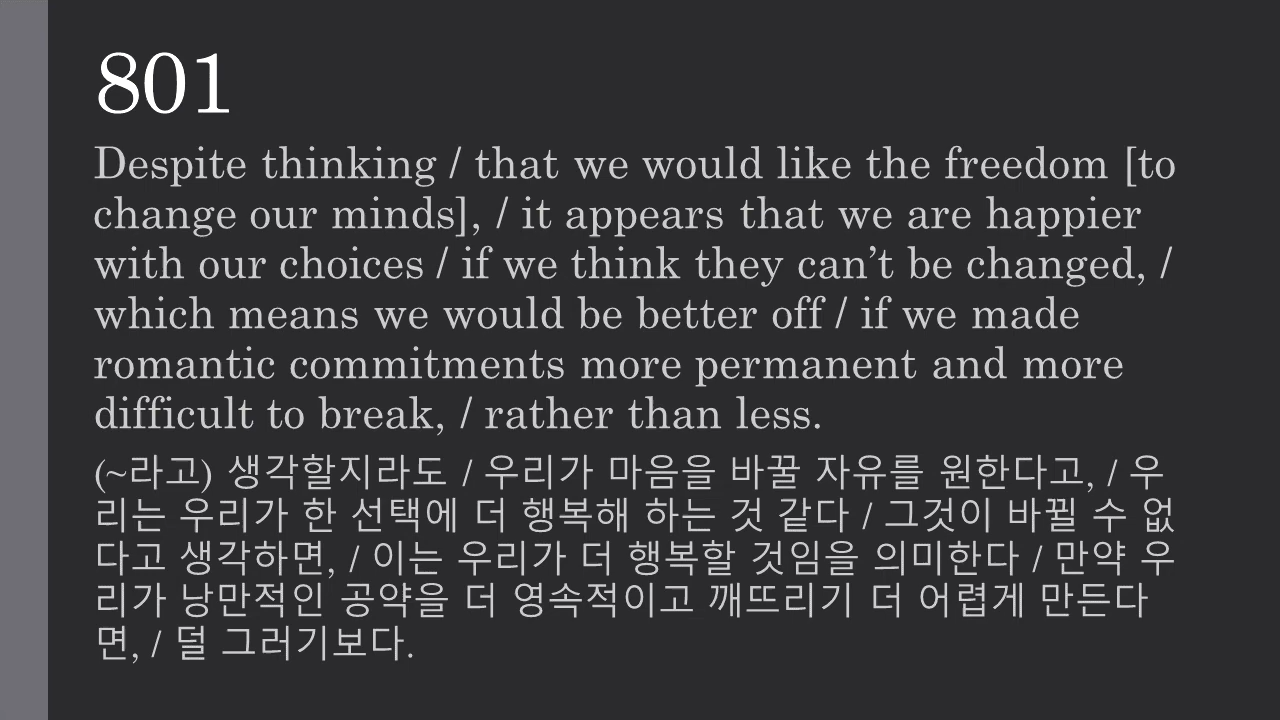 801
Despite thinking / that we would like the freedom [to
change our minds], / it appears that we are happier
with our choices / if we think they can’t be changed, /
which means we would be better off / if we made
romantic commitments more permanent and more
difficult to break, / rather than less.
(~라고) 생각할지라도 / 우리가 마음을 바꿀 자유를 원한다고, / 우
리는 우리가 한 선택에 더 행복해 하는 것 같다 / 그것이 바뀔 수 없
다고 생각하면, / 이는 우리가 더 행복할 것임을 의미한다 / 만약 우
리가 낭만적인 공약을 더 영속적이고 깨뜨리기 더 어렵게 만든다
면, / 덜 그러기보다.